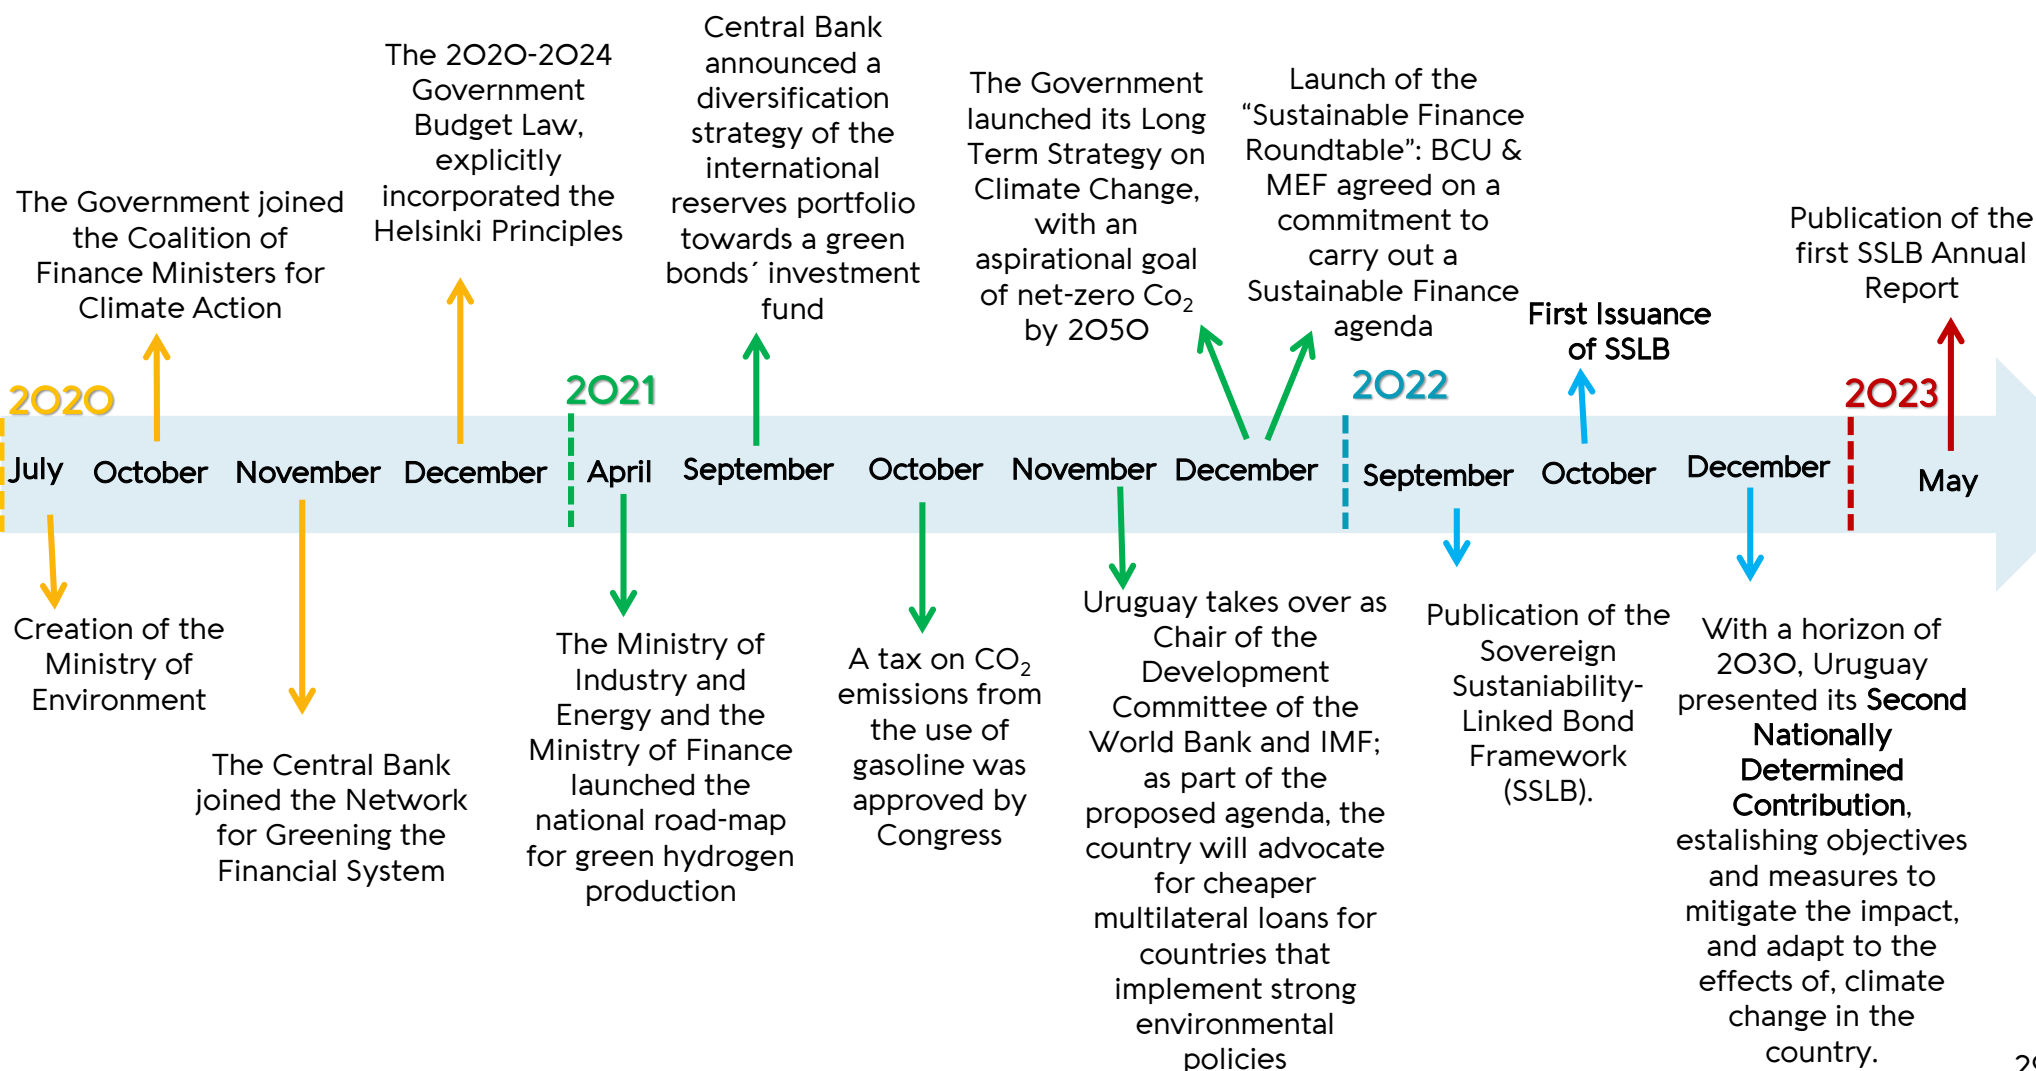 The Government joined
the Coalition of
Finance Ministers for
Climate Action
The 2020-2024
Government
Budget Law,
explicitly
incorporated the
Helsinki Principles
Central Bank
announced a
diversification
strategy of the
international
reserves portfolio
towards a green
bonds´ investment
fund
The Government
launched its Long
Term Strategy on
Climate Change,
with an
aspirational goal
of net-zero Co₂
by 2050
Launch of the
“Sustainable Finance
Roundtable”: BCU &
MEF agreed on a
commitment to
carry out a
Sustainable Finance
agenda
First Issuance
of SSLB
Publication of the
first SSLB Annual
Report
2020
2021
2022
2023
July
October
November
December
April
September
October
November
December
September
October
December
May
Creation of the
Ministry of
Environment
The Central Bank
joined the Network
for Greening the
Financial System
The Ministry of
Industry and
Energy and the
Ministry of Finance
launched the
national road-map
for green hydrogen
production
A tax on CO₂
emissions from
the use of
gasoline was
approved by
Congress
Uruguay takes over as
Chair of the
Development
Committee of the
World Bank and IMF;
as part of the
proposed agenda, the
country will advocate
for cheaper
multilateral loans for
countries that
implement strong
environmental
policies
Publication of the
Sovereign
Sustaniability-
Linked Bond
Framework
(SSLB).
With a horizon of
2030, Uruguay
presented its Second
Nationally
Determined
Contribution,
estalishing objectives
and measures to
mitigate the impact,
and adapt to the
effects of, climate
change in the
country.